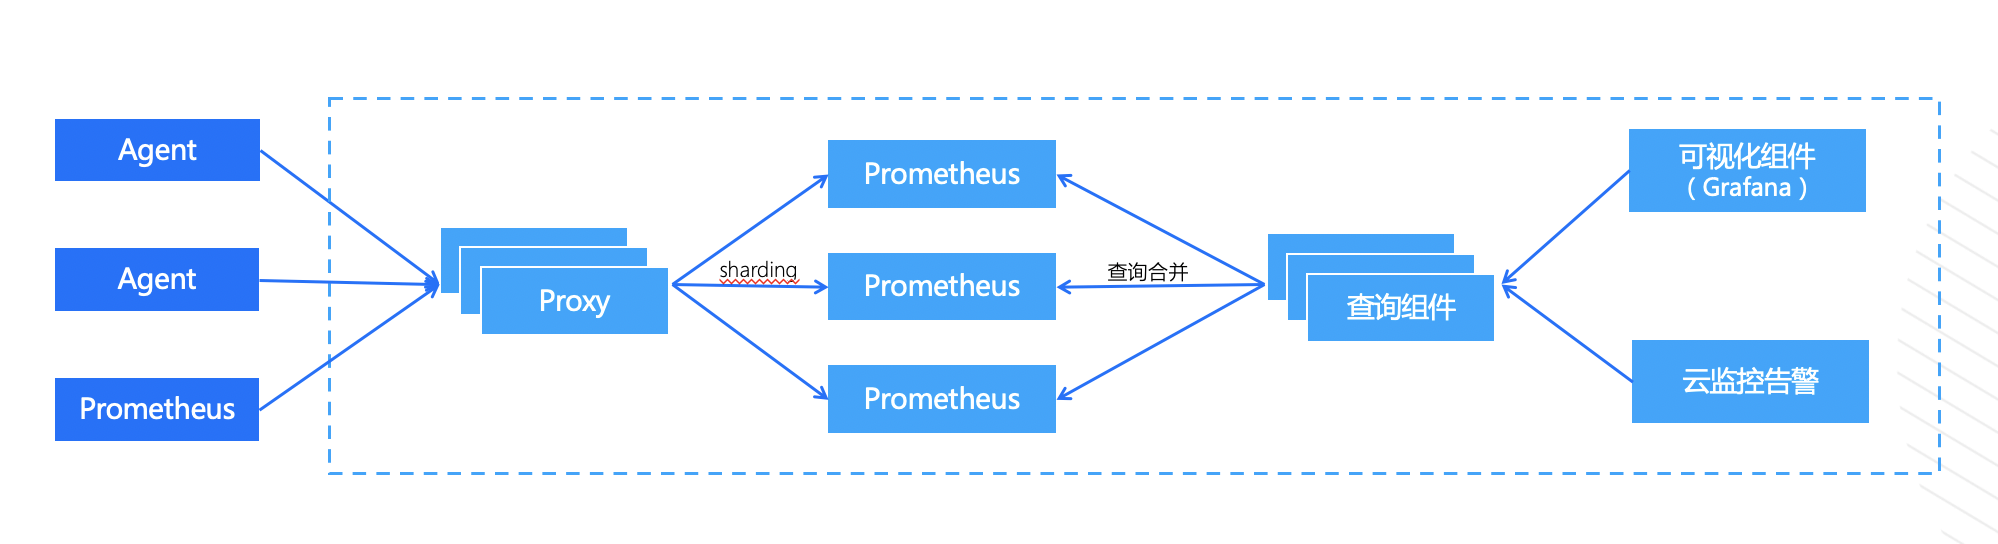 Agent
Agent
Prometheus
Proxy
sharding
Prometheus
Prometheus
Prometheus
查询合并
查询组件
可视化组件
（Grafana）
云监控告警